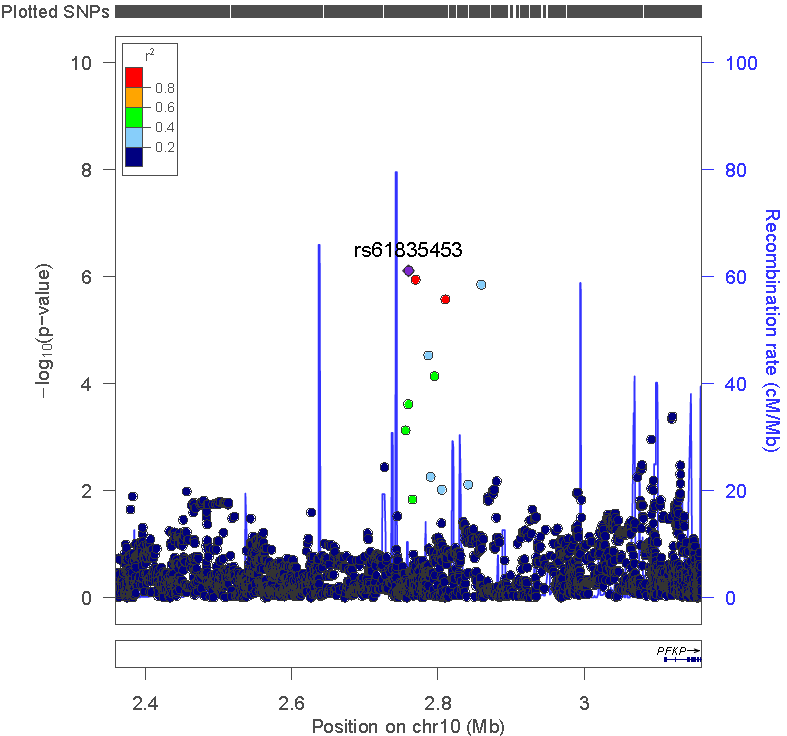 Plotted SNPs
r2
0.8
0.6
0.4
0.2
rs61835453
10
8
6
4
2
0
−log10(p−value)
100
80
60
40
20
0
Recombination rate (cM/Mb)
PFKP→
2.4
2.6
2.8
3
Position on chr10 (Mb)